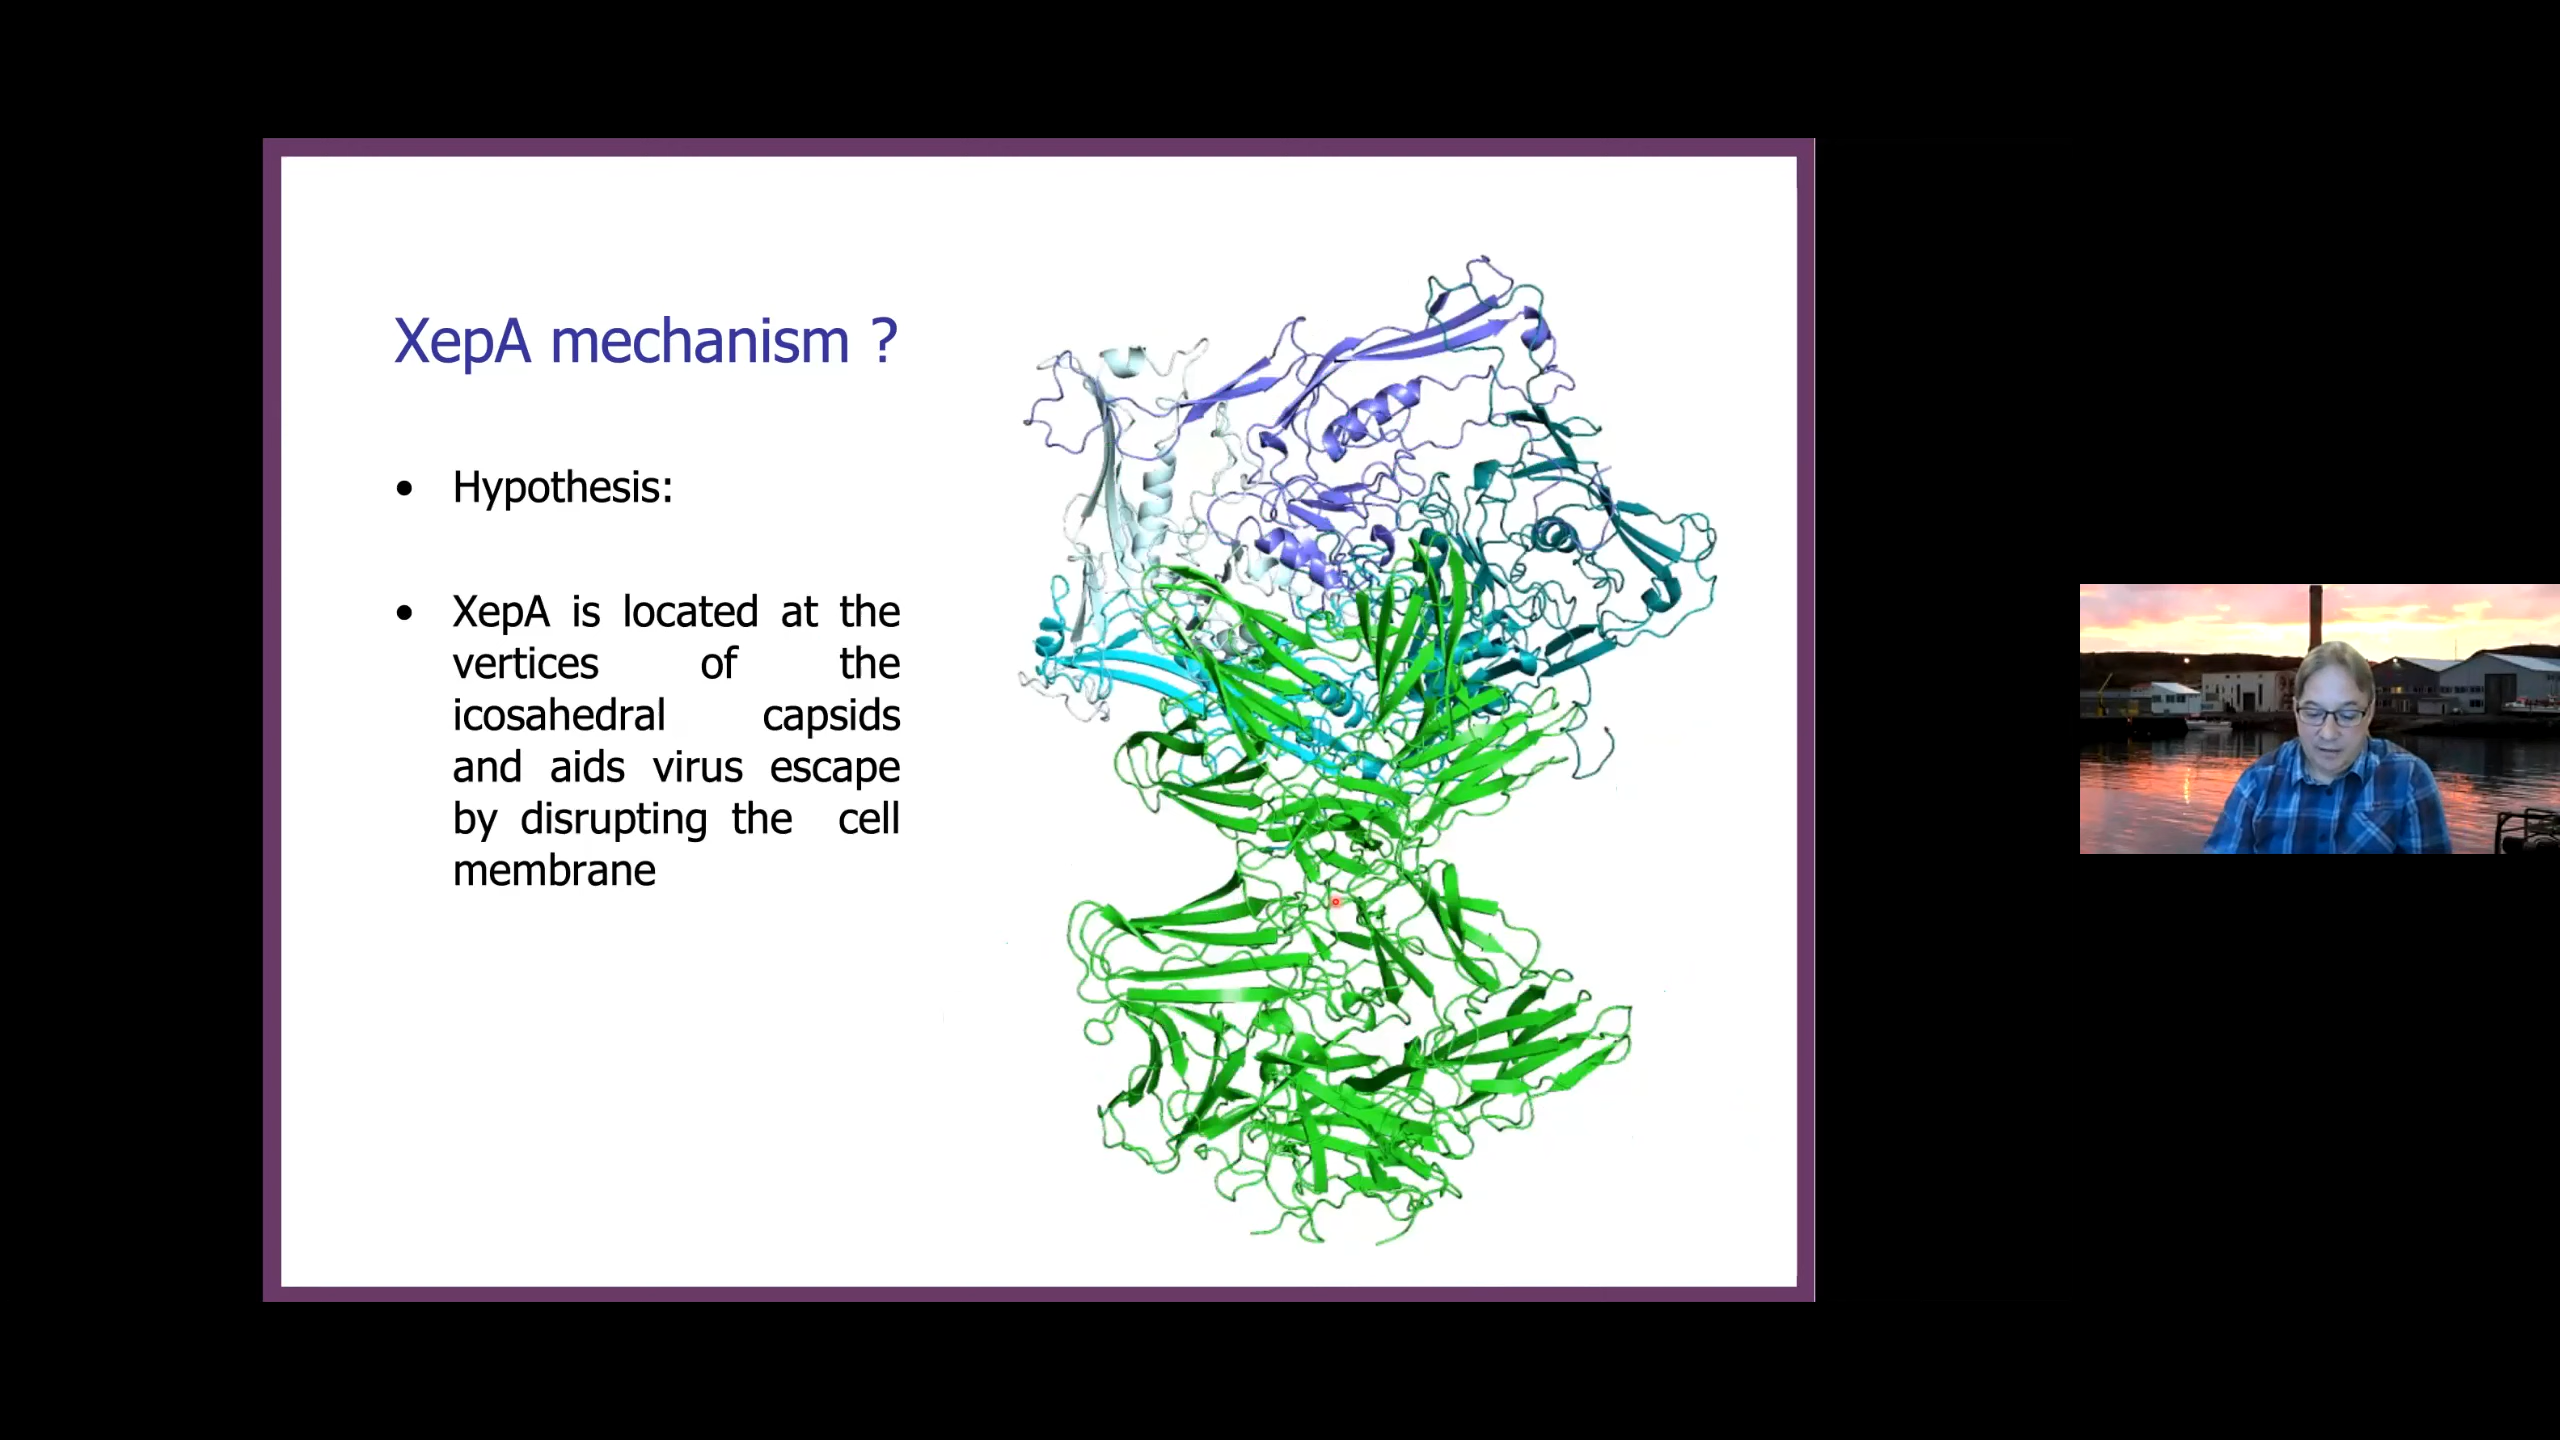 XepA mechanism ?
• Hypothesis:
• XepA is located at the
vertices of the
icosahedral capsids
and aids virus escape
by disrupting the cell
membrane